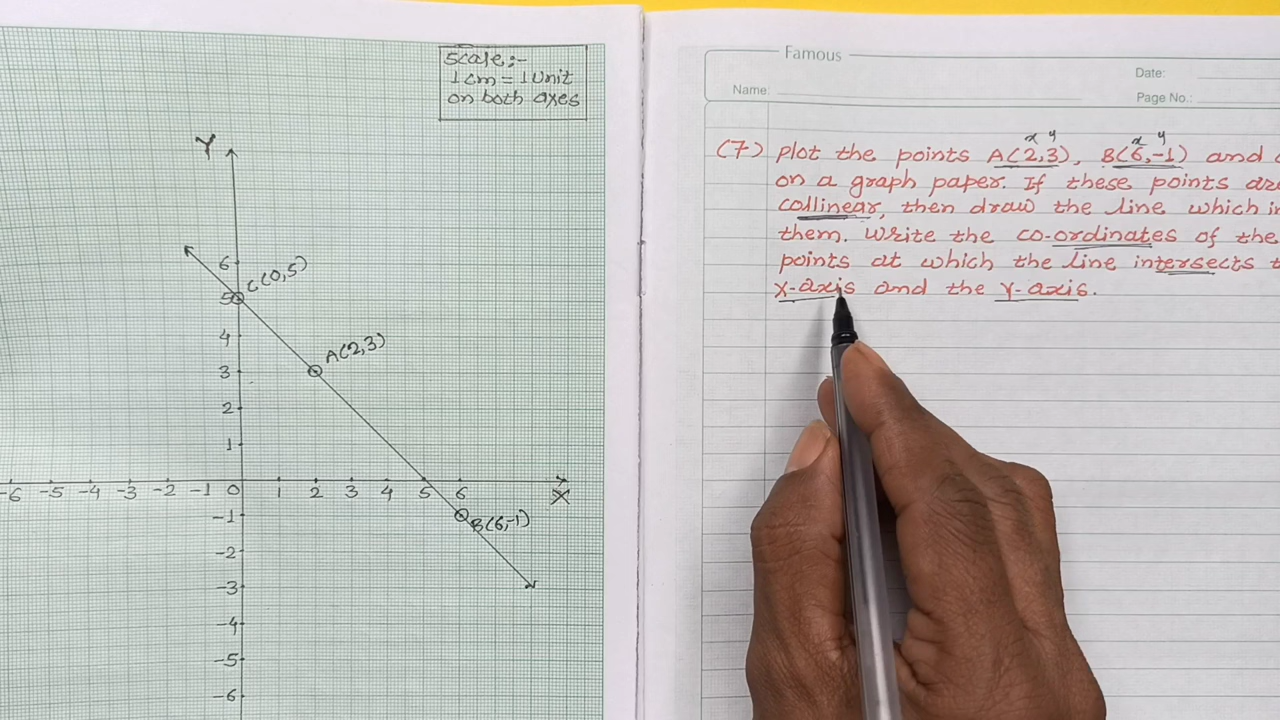 Scale:-
1 cm = 1 Unit
on both axes
Y
6
C(0,5)
5
4
A(2,3)
3
2
1
-6 -5 -4 -3 -2 -1 0 1 2 3 4 5 6 X
-1
B(6,-1)
-2
-3
-4
-5
-6
Famous
Date:
Name:
Page No.:
x y x y
(7) Plot the points A(2,3), B(6,-1) and
on a graph paper. If these points are
collinear, then draw the line which
them. Write the co-ordinates of the
points at which the line intersects
X-axis and the Y-axis.